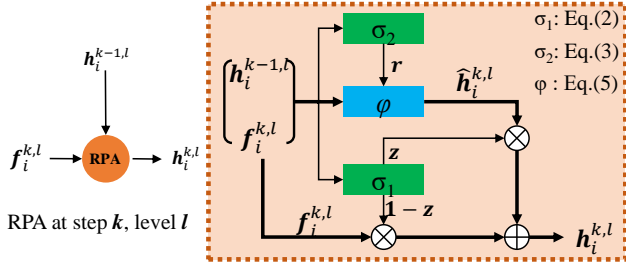 h_i^{k-1,l}
f_i^{k,l}
RPA
h_i^{k,l}
RPA at step k, level l
σ₂
r
h_i^{k-1,l}
f_i^{k,l}
φ
ĥ_i^{k,l}
z
σ₁
1 − z
f_i^{k,l}
h_i^{k,l}
σ₁: Eq.(2)
σ₂: Eq.(3)
φ : Eq.(5)